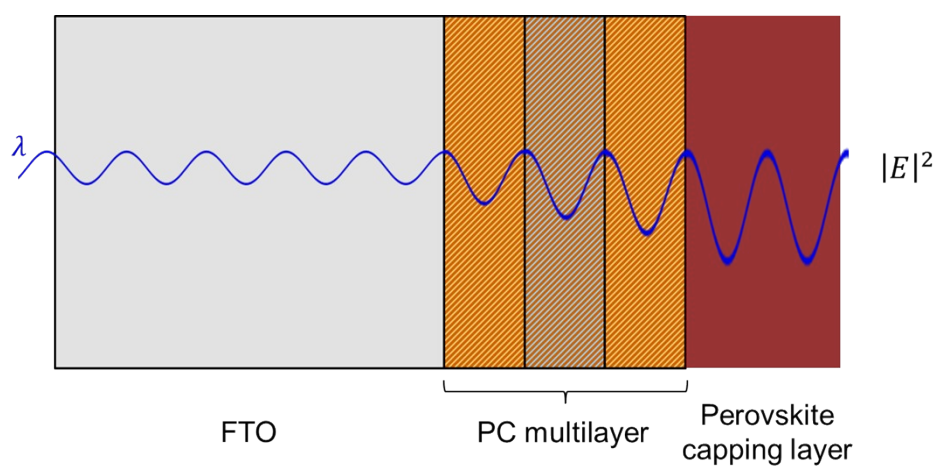 λ
|E|²
FTO
PC multilayer
Perovskite
capping layer